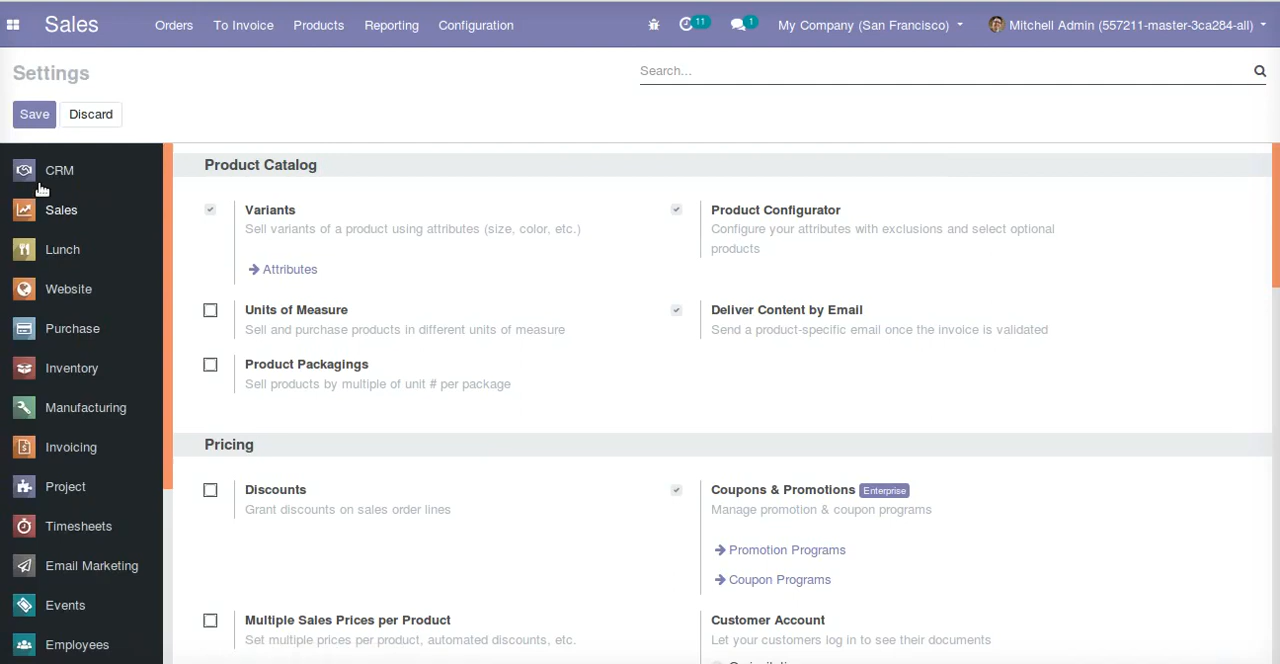 Sales Orders To Invoice Products Reporting Configuration 11 1 My Company (San Francisco) Mitchell Admin (557211-master-3ca284-all)
Settings
Search...
Save Discard
CRM
Sales
Lunch
Website
Purchase
Inventory
Manufacturing
Invoicing
Project
Timesheets
Email Marketing
Events
Employees
Product Catalog
Variants
Sell variants of a product using attributes (size, color, etc.)
Attributes
Product Configurator
Configure your attributes with exclusions and select optional
products
Units of Measure
Sell and purchase products in different units of measure
Deliver Content by Email
Send a product-specific email once the invoice is validated
Product Packagings
Sell products by multiple of unit # per package
Pricing
Discounts
Grant discounts on sales order lines
Coupons & Promotions Enterprise
Manage promotion & coupon programs
Promotion Programs
Coupon Programs
Multiple Sales Prices per Product
Set multiple prices per product, automated discounts, etc.
Customer Account
Let your customers log in to see their documents